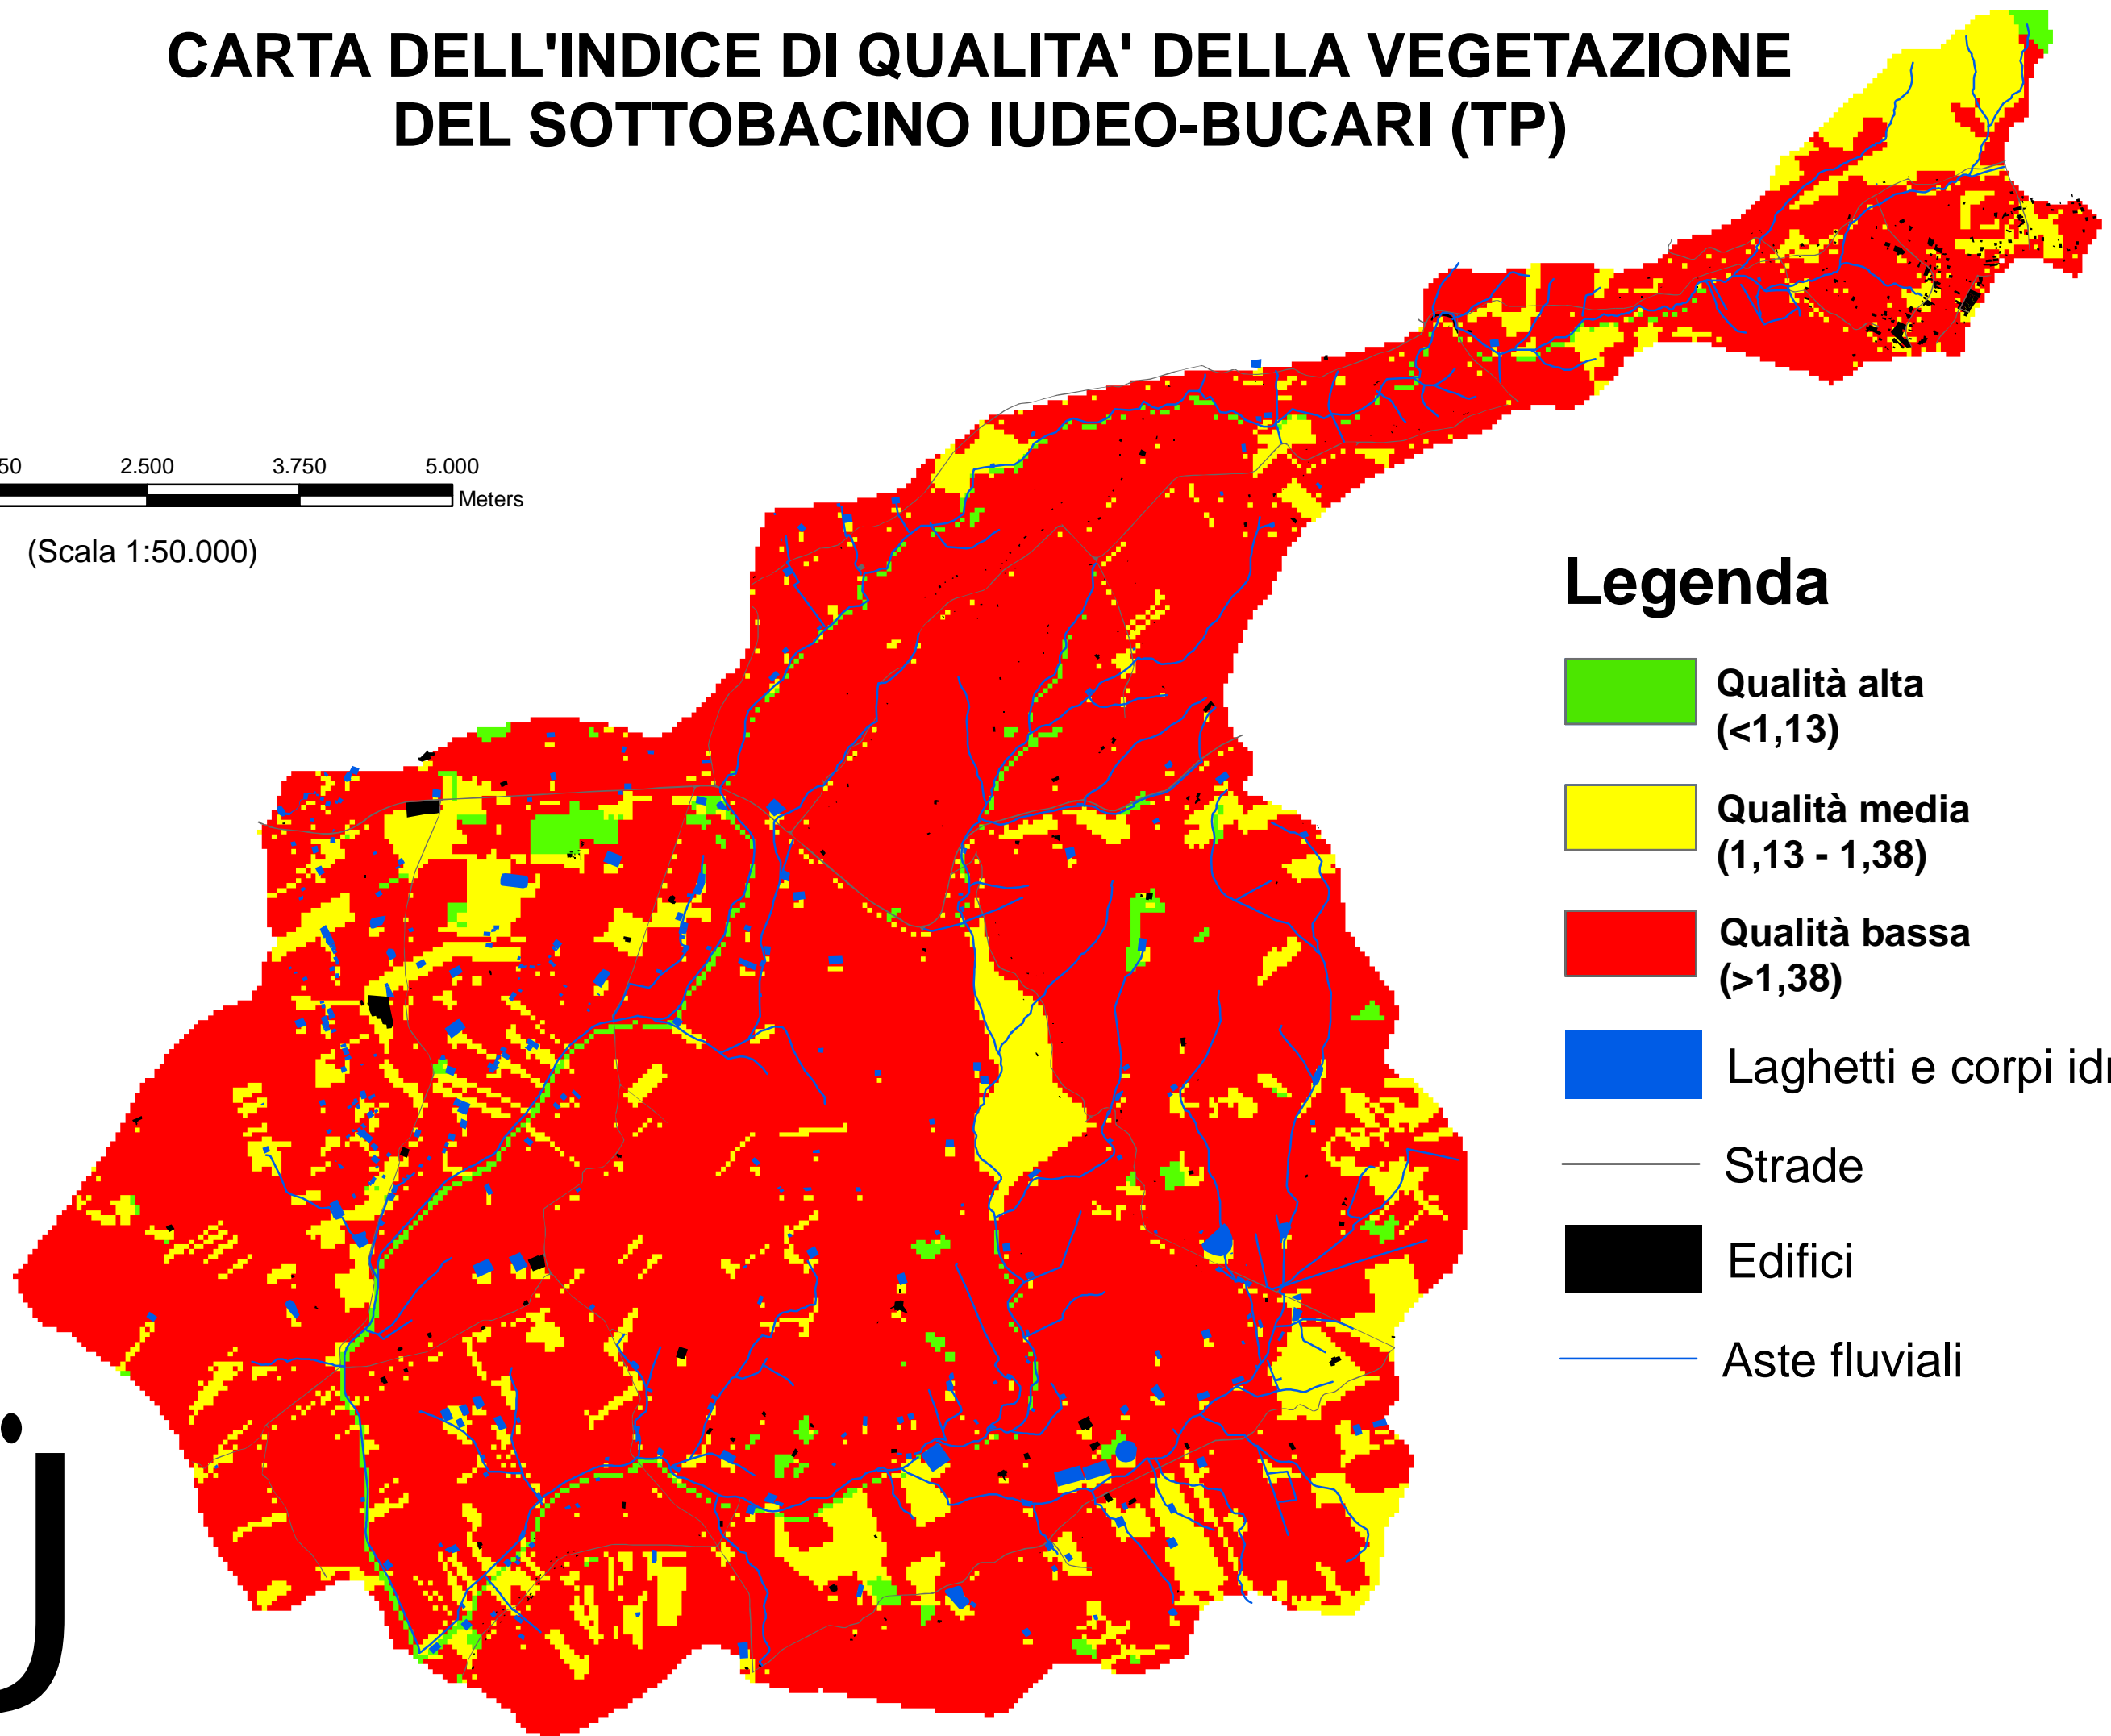 CARTA DELL'INDICE DI QUALITA' DELLA VEGETAZIONE
DEL SOTTOBACINO IUDEO-BUCARI (TP)
50 2.500 3.750 5.000
Meters
(Scala 1:50.000)
Legenda
Qualità alta
(<1,13)
Qualità media
(1,13 - 1,38)
Qualità bassa
(>1,38)
Laghetti e corpi idr
Strade
Edifici
Aste fluviali
j